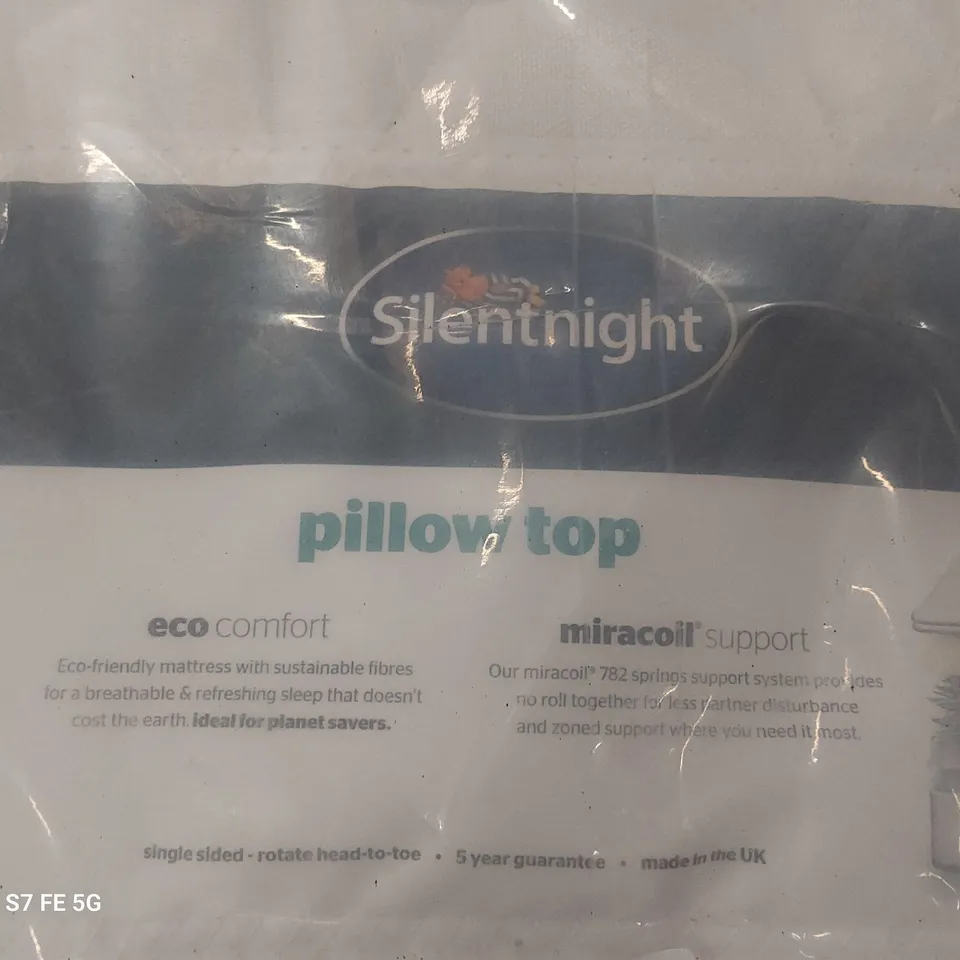 Silentnight
pillow top
eco comfort
Eco-friendly mattress with sustainable fibres
for a breathable & refreshing sleep that doesn't
cost the earth. ideal for planet savers.
miracoil® support
Our miracoil® 782 springs support system provides
no roll together for less partner disturbance
and zoned support where you need it most.
single sided - rotate head-to-toe • 5 year guarantee • made in the UK
S7 FE 5G